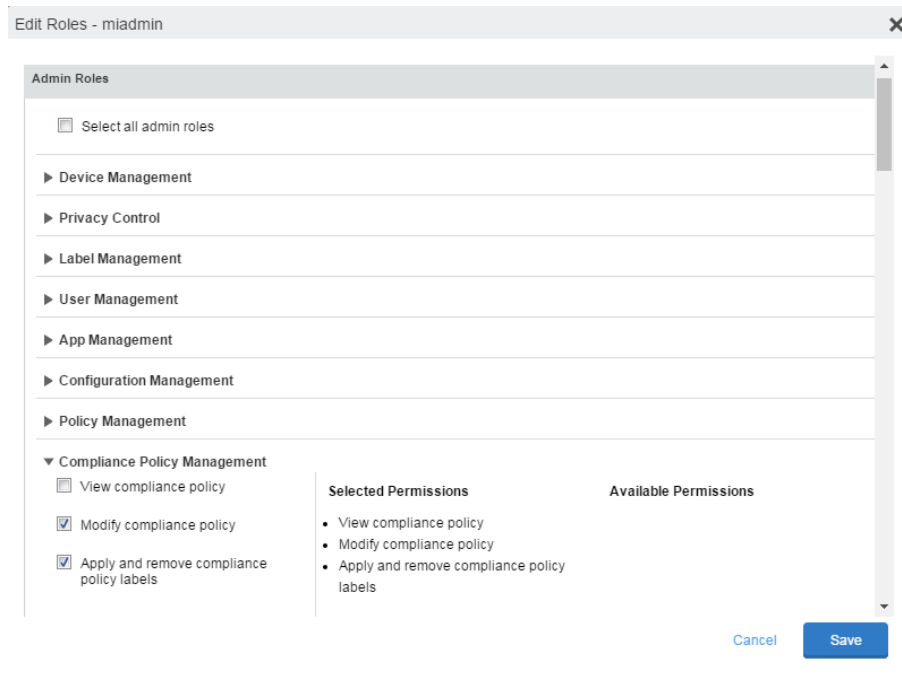 Edit Roles - miadmin
Admin Roles
Select all admin roles
Device Management
Privacy Control
Label Management
User Management
App Management
Configuration Management
Policy Management
Compliance Policy Management
View compliance policy
Modify compliance policy
Apply and remove compliance
policy labels
Selected Permissions
• View compliance policy
• Modify compliance policy
• Apply and remove compliance policy
labels
Available Permissions
Cancel
Save